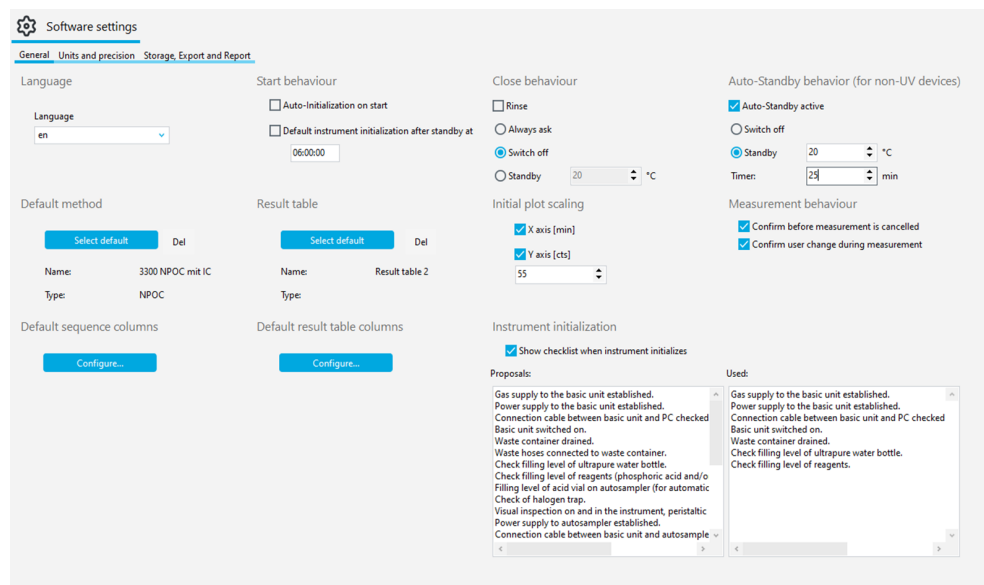 Software settings
General Units and precision Storage, Export and Report
Language
Language
en
Start behaviour
Auto-Initialization on start
Default instrument initialization after standby at
06:00:00
Close behaviour
Rinse
Always ask
Switch off
Standby 20 °C
Auto-Standby behavior (for non-UV devices)
Auto-Standby active
Switch off
Standby 20 °C
Timer: 25 min
Default method
Select default Del
Name: 3300 NPOC mit IC
Type: NPOC
Result table
Select default Del
Name: Result table 2
Type:
Initial plot scaling
X axis [min]
Y axis [cts]
55
Measurement behaviour
Confirm before measurement is cancelled
Confirm user change during measurement
Default sequence columns
Configure...
Default result table columns
Configure...
Instrument initialization
Show checklist when instrument initializes
Proposals:
Gas supply to the basic unit established.
Power supply to the basic unit established.
Connection cable between basic unit and PC checked
Basic unit switched on.
Waste container drained.
Waste hoses connected to waste container.
Check filling level of ultrapure water bottle.
Check filling level of reagents (phosphoric acid and/o
Filling level of acid vial on autosampler (for automatic
Check of halogen trap.
Visual inspection on and in the instrument, peristaltic
Power supply to autosampler established.
Connection cable between basic unit and autosample
Used:
Gas supply to the basic unit established.
Power supply to the basic unit established.
Connection cable between basic unit and PC checked
Basic unit switched on.
Waste container drained.
Check filling level of ultrapure water bottle.
Check filling level of reagents.